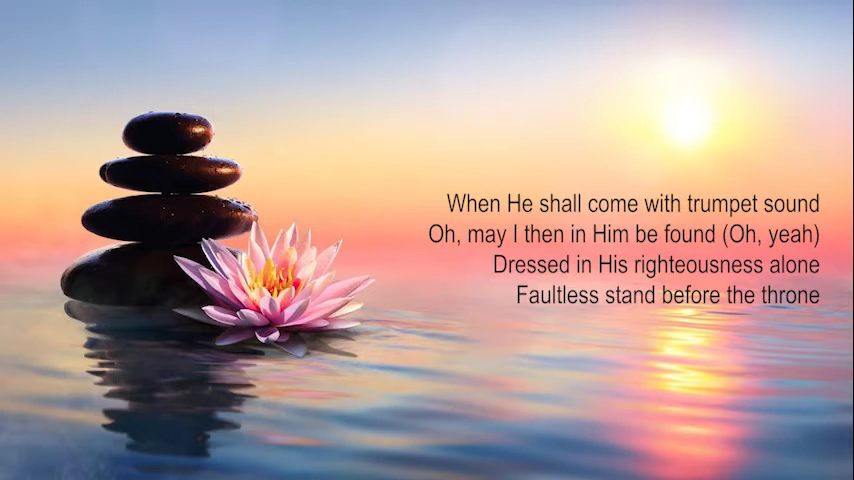 When He shall come with trumpet sound
Oh, may I then in Him be found (Oh, yeah)
Dressed in His righteousness alone
Faultless stand before the throne